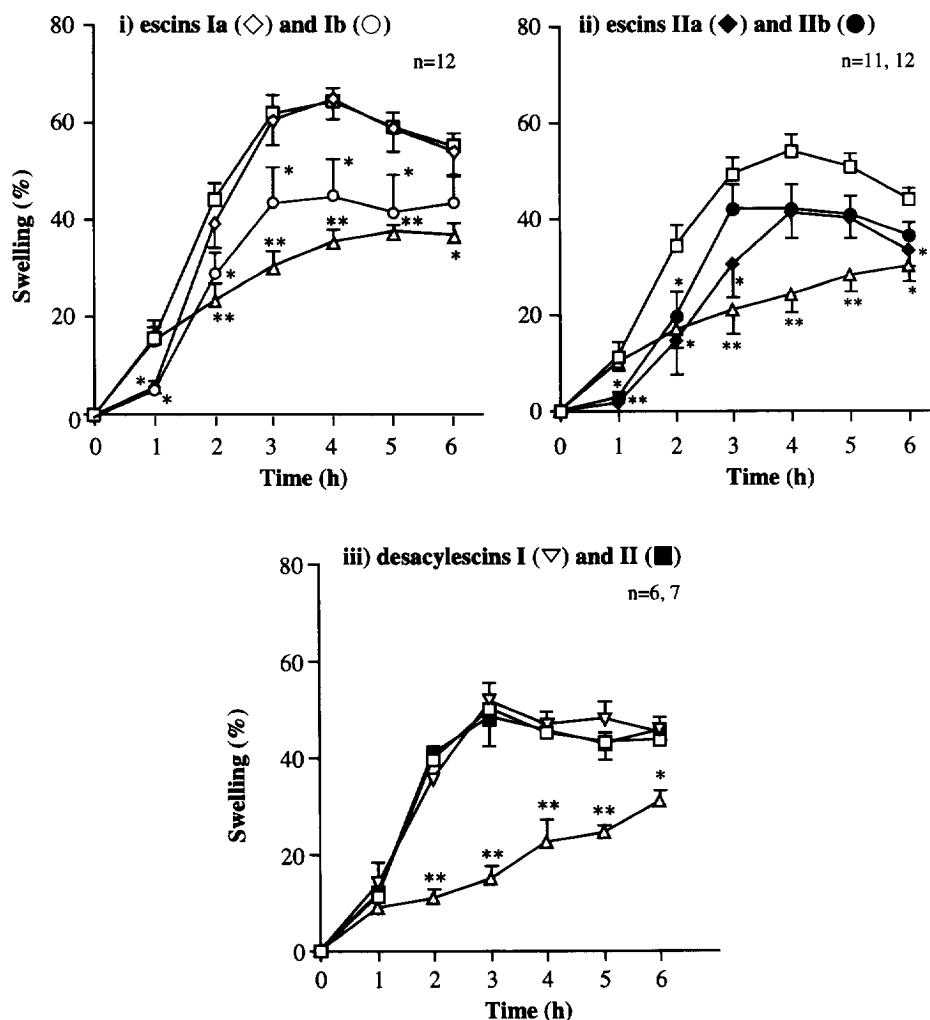 i) escins Ia (◇) and Ib (○)
n=12
Swelling (%)
80
60
40
20
0
* * * * * * ** ** ** ** *
0 1 2 3 4 5 6
Time (h)
ii) escins IIa (◆) and IIb (●)
n=11, 12
80
60
40
20
0
* ** * * * ** ** ** * *
0 1 2 3 4 5 6
Time (h)
iii) desacylescins I (▽) and II (■)
n=6, 7
Swelling (%)
80
60
40
20
0
** ** ** ** *
0 1 2 3 4 5 6
Time (h)